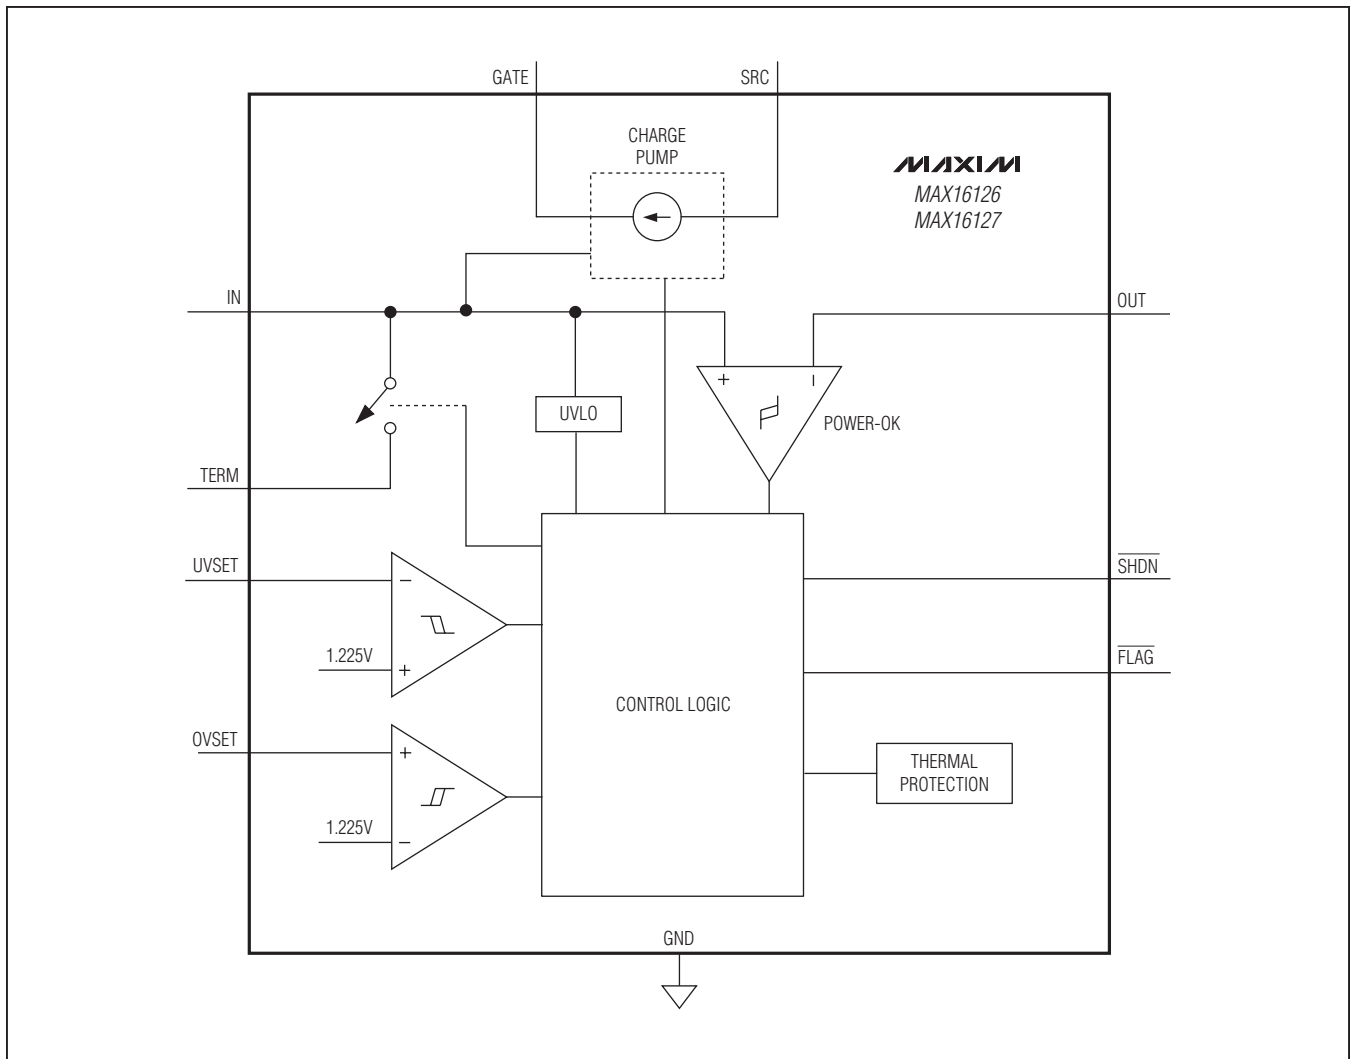 GATE
SRC
CHARGE
PUMP
MAXIM
MAX16126
MAX16127
IN
OUT
+
−
UVLO
POWER-OK
TERM
UVSET
−
SHDN
1.225V
+
FLAG
CONTROL LOGIC
OVSET
+
THERMAL
PROTECTION
1.225V
−
GND